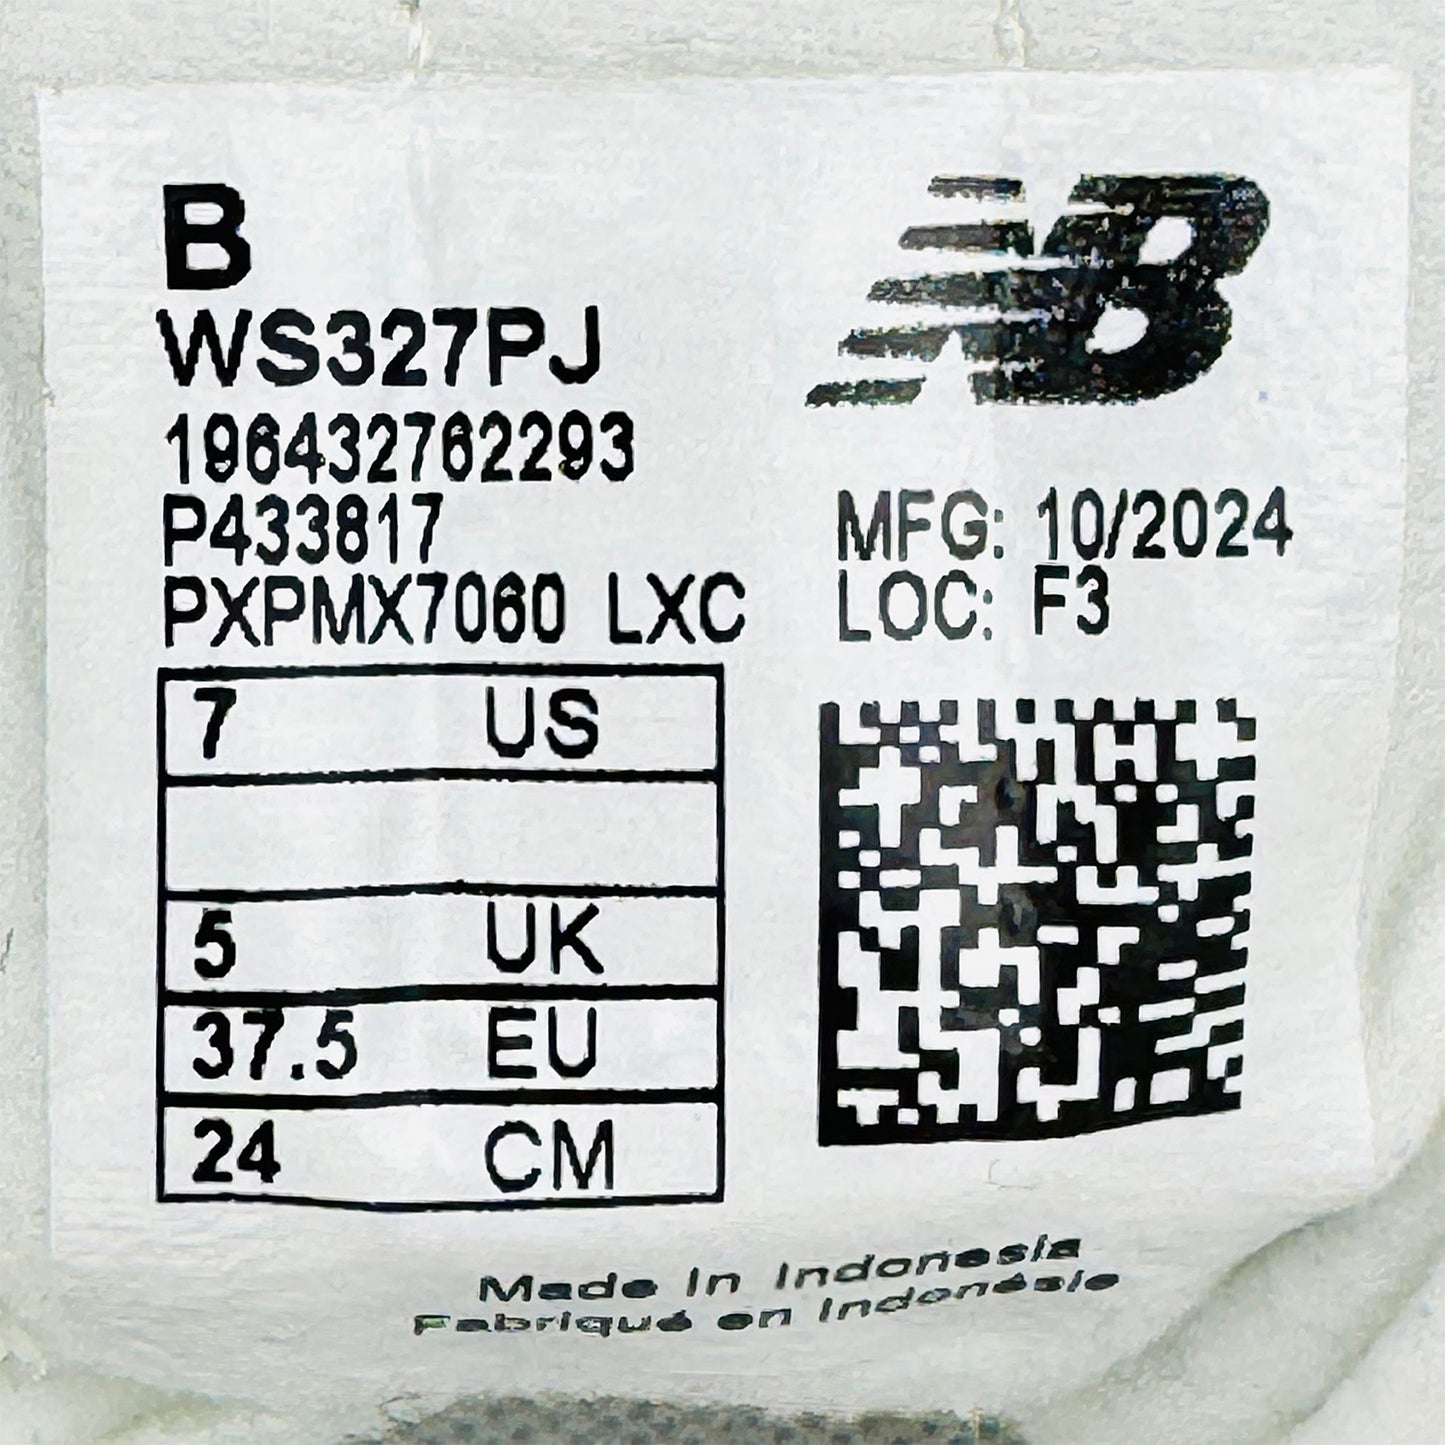 B
WS327PJ
196432762293
P433817
PXPMX7060 LXC
NB
MFG: 10/2024
LOC: F3
7 US
5 UK
37.5 EU
24 CM
Made In Indonesia
Fabriqué en Indonésie